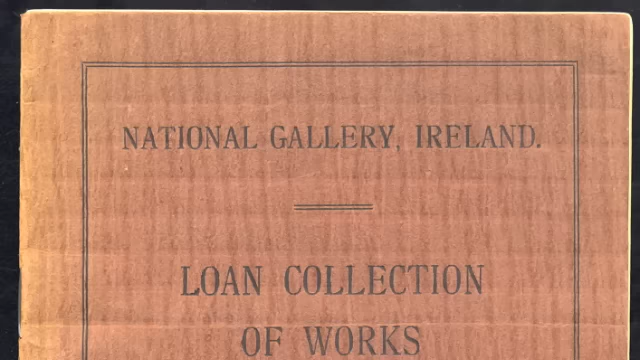 NATIONAL GALLERY, IRELAND.
LOAN COLLECTION
OF WORKS